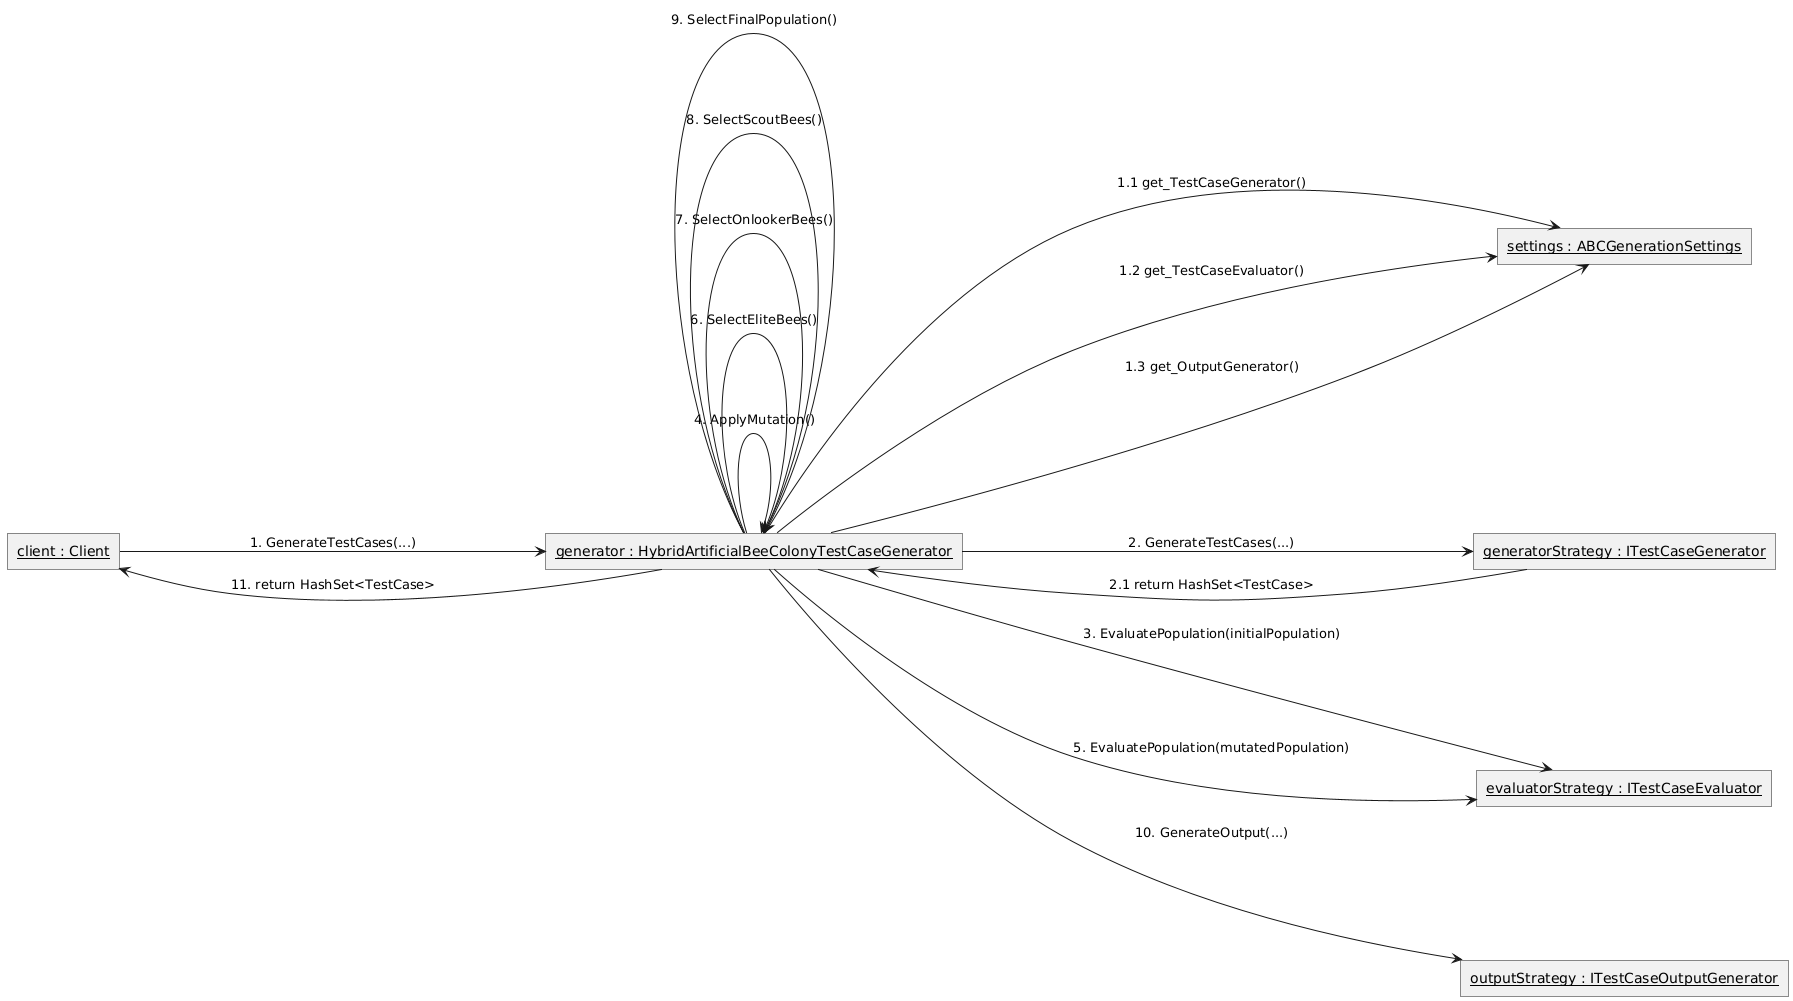 9. SelectFinalPopulation()
8. SelectScoutBees()
1.1 get_TestCaseGenerator()
7. SelectOnlookerBees()
settings : ABCGenerationSettings
1.2 get_TestCaseEvaluator()
6. SelectEliteBees()
1.3 get_OutputGenerator()
4. ApplyMutation()
1. GenerateTestCases(...)
2. GenerateTestCases(...)
client : Client
generator : HybridArtificialBeeColonyTestCaseGenerator
generatorStrategy : ITestCaseGenerator
11. return HashSet<TestCase>
2.1 return HashSet<TestCase>
3. EvaluatePopulation(initialPopulation)
5. EvaluatePopulation(mutatedPopulation)
evaluatorStrategy : ITestCaseEvaluator
10. GenerateOutput(...)
outputStrategy : ITestCaseOutputGenerator